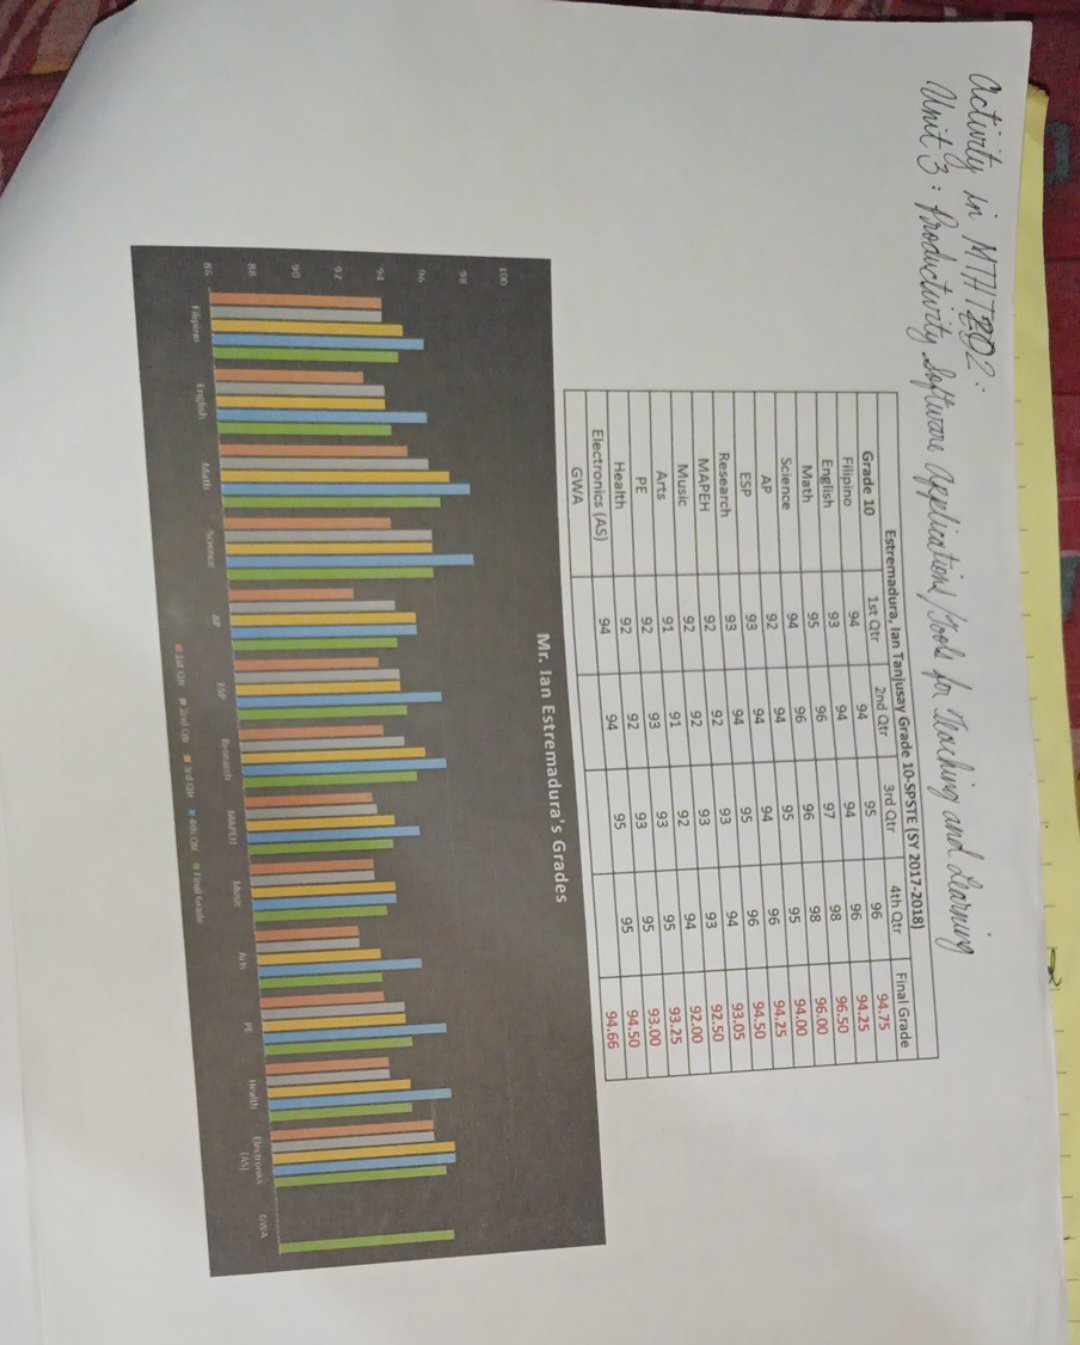 Activity in MTHT202:
Unit 3: Productivity Software Applications/Tools for Teaching and Learning
Estremadura, Ian Tanjusay Grade 10-SPSTE (SY 2017-2018)
Grade 10 1st Qtr 2nd Qtr 3rd Qtr 4th Qtr Final Grade
Filipino 94 94 95 96 94.75
English 93 94 94 96 94.25
Math 95 96 97 98 96.50
Science 94 96 96 98 96.00
AP 92 94 95 95 94.00
ESP 93 94 94 96 94.25
Research 93 94 95 96 94.50
MAPEH 92 92 93 94 93.05
Music 92 92 93 93 92.50
Arts 91 91 92 94 92.00
PE 92 93 93 95 93.25
Health 92 92 93 95 93.00
Electronics (AS) 94 94 95 95 94.50
GWA 94.66
Mr. Ian Estremadura's Grades
100
98
96
94
92
90
88
86
Filipino English Math Science AP ESP Research MAPEH Music Arts PE Health Electronics (AS) GWA
1st Qtr 2nd Qtr 3rd Qtr 4th Qtr Final Grade